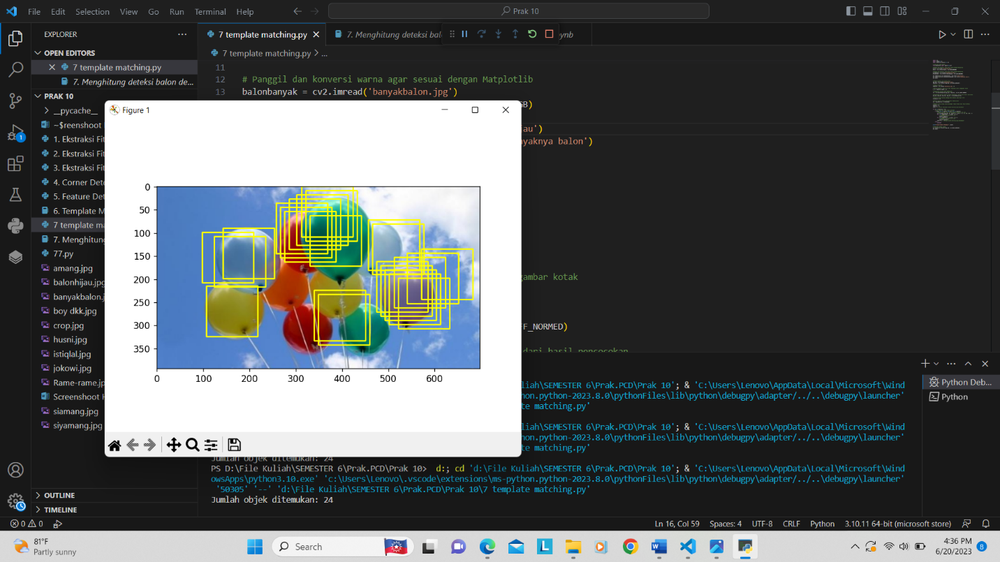 File Edit Selection View Go Run Terminal Help
Prak 10
EXPLORER
7 template matching.py
7. Menghitung deteksi bal
ynb
OPEN EDITORS
7 template matching.py
7. Menghitung deteksi balon de...
PRAK 10
__pycache__
~$reenshoot
1. Ekstraksi Fit
2. Ekstraksi Fit
3. Ekstraksi Fit
4. Corner Dete
5. Feature Det
6. Template M
7 template ma
7. Menghitung
77.py
amang.jpg
balonhijau.jpg
banyakbalon.j
boy dkk.jpg
crop.jpg
husni.jpg
istiqlal.jpg
jokowi.jpg
Rame-rame.jp
Screenshoot H
siamang.jpg
siyamang.jpg
OUTLINE
TIMELINE
7 template matching.py > ...
11
12 # Panggil dan konversi warna agar sesuai dengan Matplotlib
13 balonbanyak = cv2.imread('banyakbalon.jpg')
GB)
au')
yaknya balon')
ambar kotak
F_NORMED)
dari hasil pencocokan
Figure 1
0
50
100
150
200
250
300
350
0 100 200 300 400 500 600
Python Deb...
Python
liah\SEMESTER 6\Prak.PCD\Prak 10'; & 'C:\Users\Lenovo\AppData\Local\Microsoft\Wind
hon.python-2023.8.0\pythonFiles\lib\python\debugpy\adapter/../..\debugpy\launcher'
te matching.py'
liah\SEMESTER 6\Prak.PCD\Prak 10'; & 'C:\Users\Lenovo\AppData\Local\Microsoft\Wind
hon.python-2023.8.0\pythonFiles\lib\python\debugpy\adapter/../..\debugpy\launcher'
te matching.py'
Jumlah objek ditemukan: 24
PS D:\File Kuliah\SEMESTER 6\Prak.PCD\Prak 10> d:; cd 'd:\File Kuliah\SEMESTER 6\Prak.PCD\Prak 10'; & 'C:\Users\Lenovo\AppData\Local\Microsoft\Wind
owsApps\python3.10.exe' 'c:\Users\Lenovo\.vscode\extensions\ms-python.python-2023.8.0\pythonFiles\lib\python\debugpy\adapter/../..\debugpy\launcher'
'50305' '--' 'd:\File Kuliah\SEMESTER 6\Prak.PCD\Prak 10\7 template matching.py'
Jumlah objek ditemukan: 24
0 0 Ln 16, Col 59 Spaces: 4 UTF-8 CRLF Python 3.10.11 64-bit (microsoft store)
81°F
Partly sunny
Search
4:36 PM
6/20/2023
8